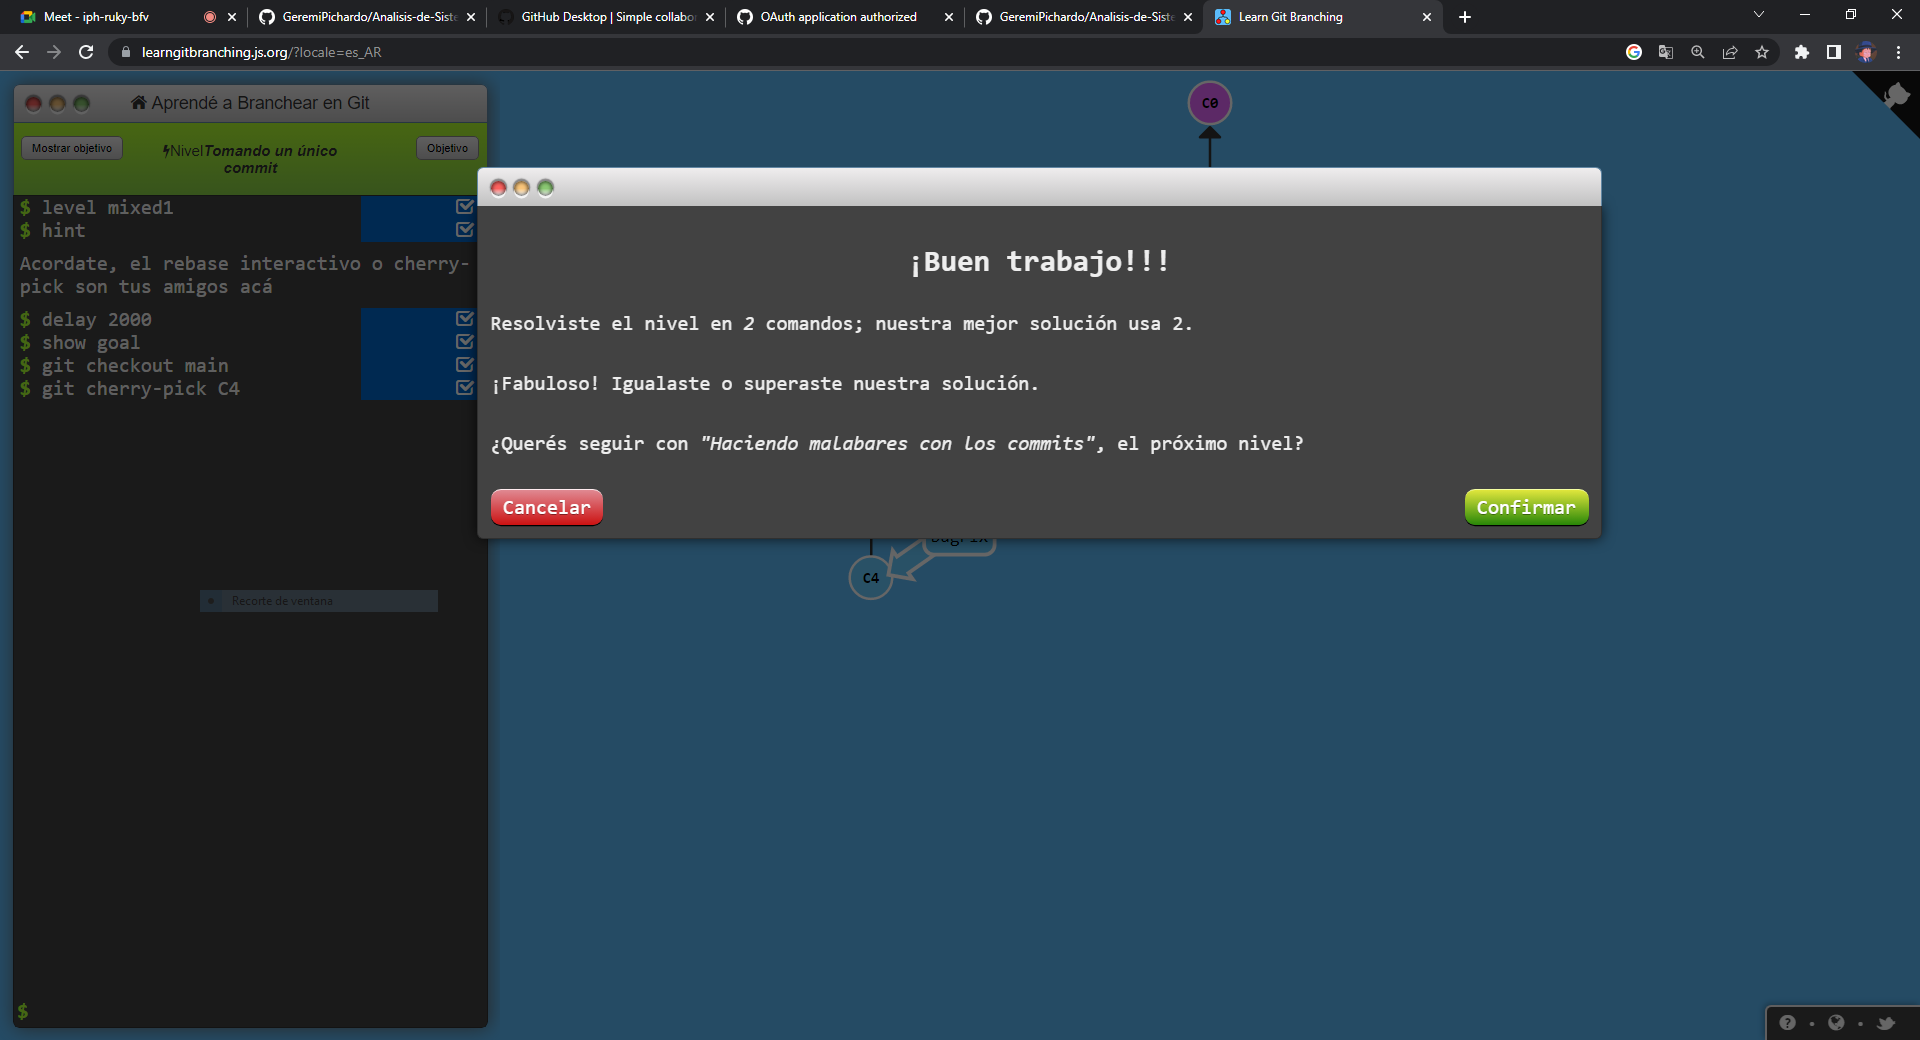 Meet - iph-ruky-bfv
GeremiPichardo/Analisis-de-Siste
GitHub Desktop | Simple collabor
OAuth application authorized
GeremiPichardo/Analisis-de-Siste
Learn Git Branching
learngitbranching.js.org/?locale=es_AR
Aprendé a Branchear en Git
Mostrar objetivo
Nivel Tomando un único
commit
Objetivo
$ level mixed1
$ hint
Acordate, el rebase interactivo o cherry-
pick son tus amigos acá
$ delay 2000
$ show goal
$ git checkout main
$ git cherry-pick C4
Recorte de ventana
$
C0
¡Buen trabajo!!!
Resolviste el nivel en 2 comandos; nuestra mejor solución usa 2.
¡Fabuloso! Igualaste o superaste nuestra solución.
¿Querés seguir con "Haciendo malabares con los commits", el próximo nivel?
Cancelar
Confirmar
C4